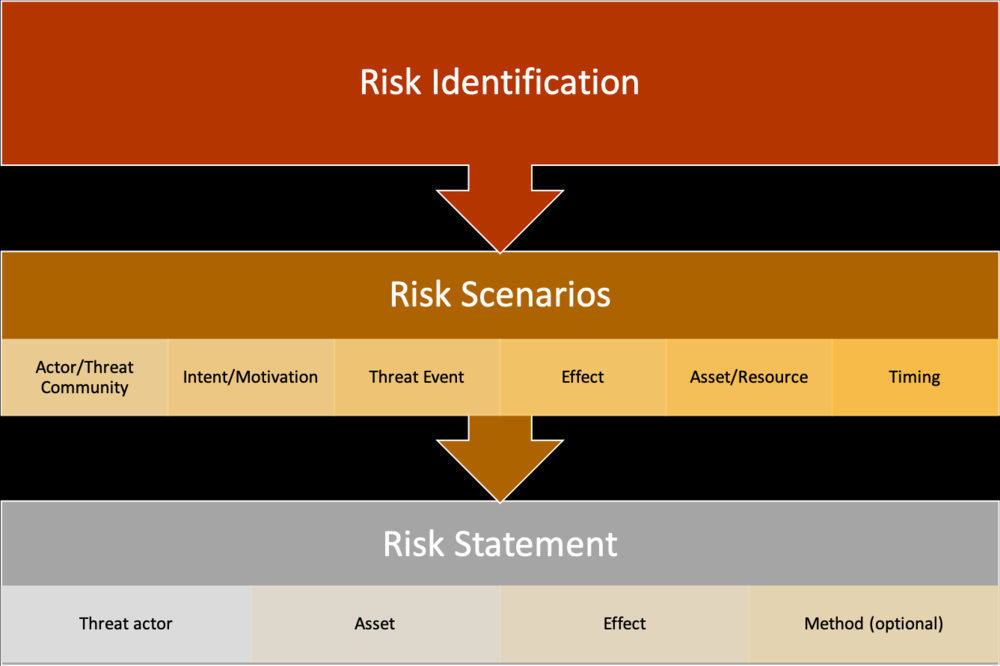 Risk Identification
Risk Scenarios
Actor/Threat
Community
Intent/Motivation
Threat Event
Effect
Asset/Resource
Timing
Risk Statement
Threat actor
Asset
Effect
Method (optional)